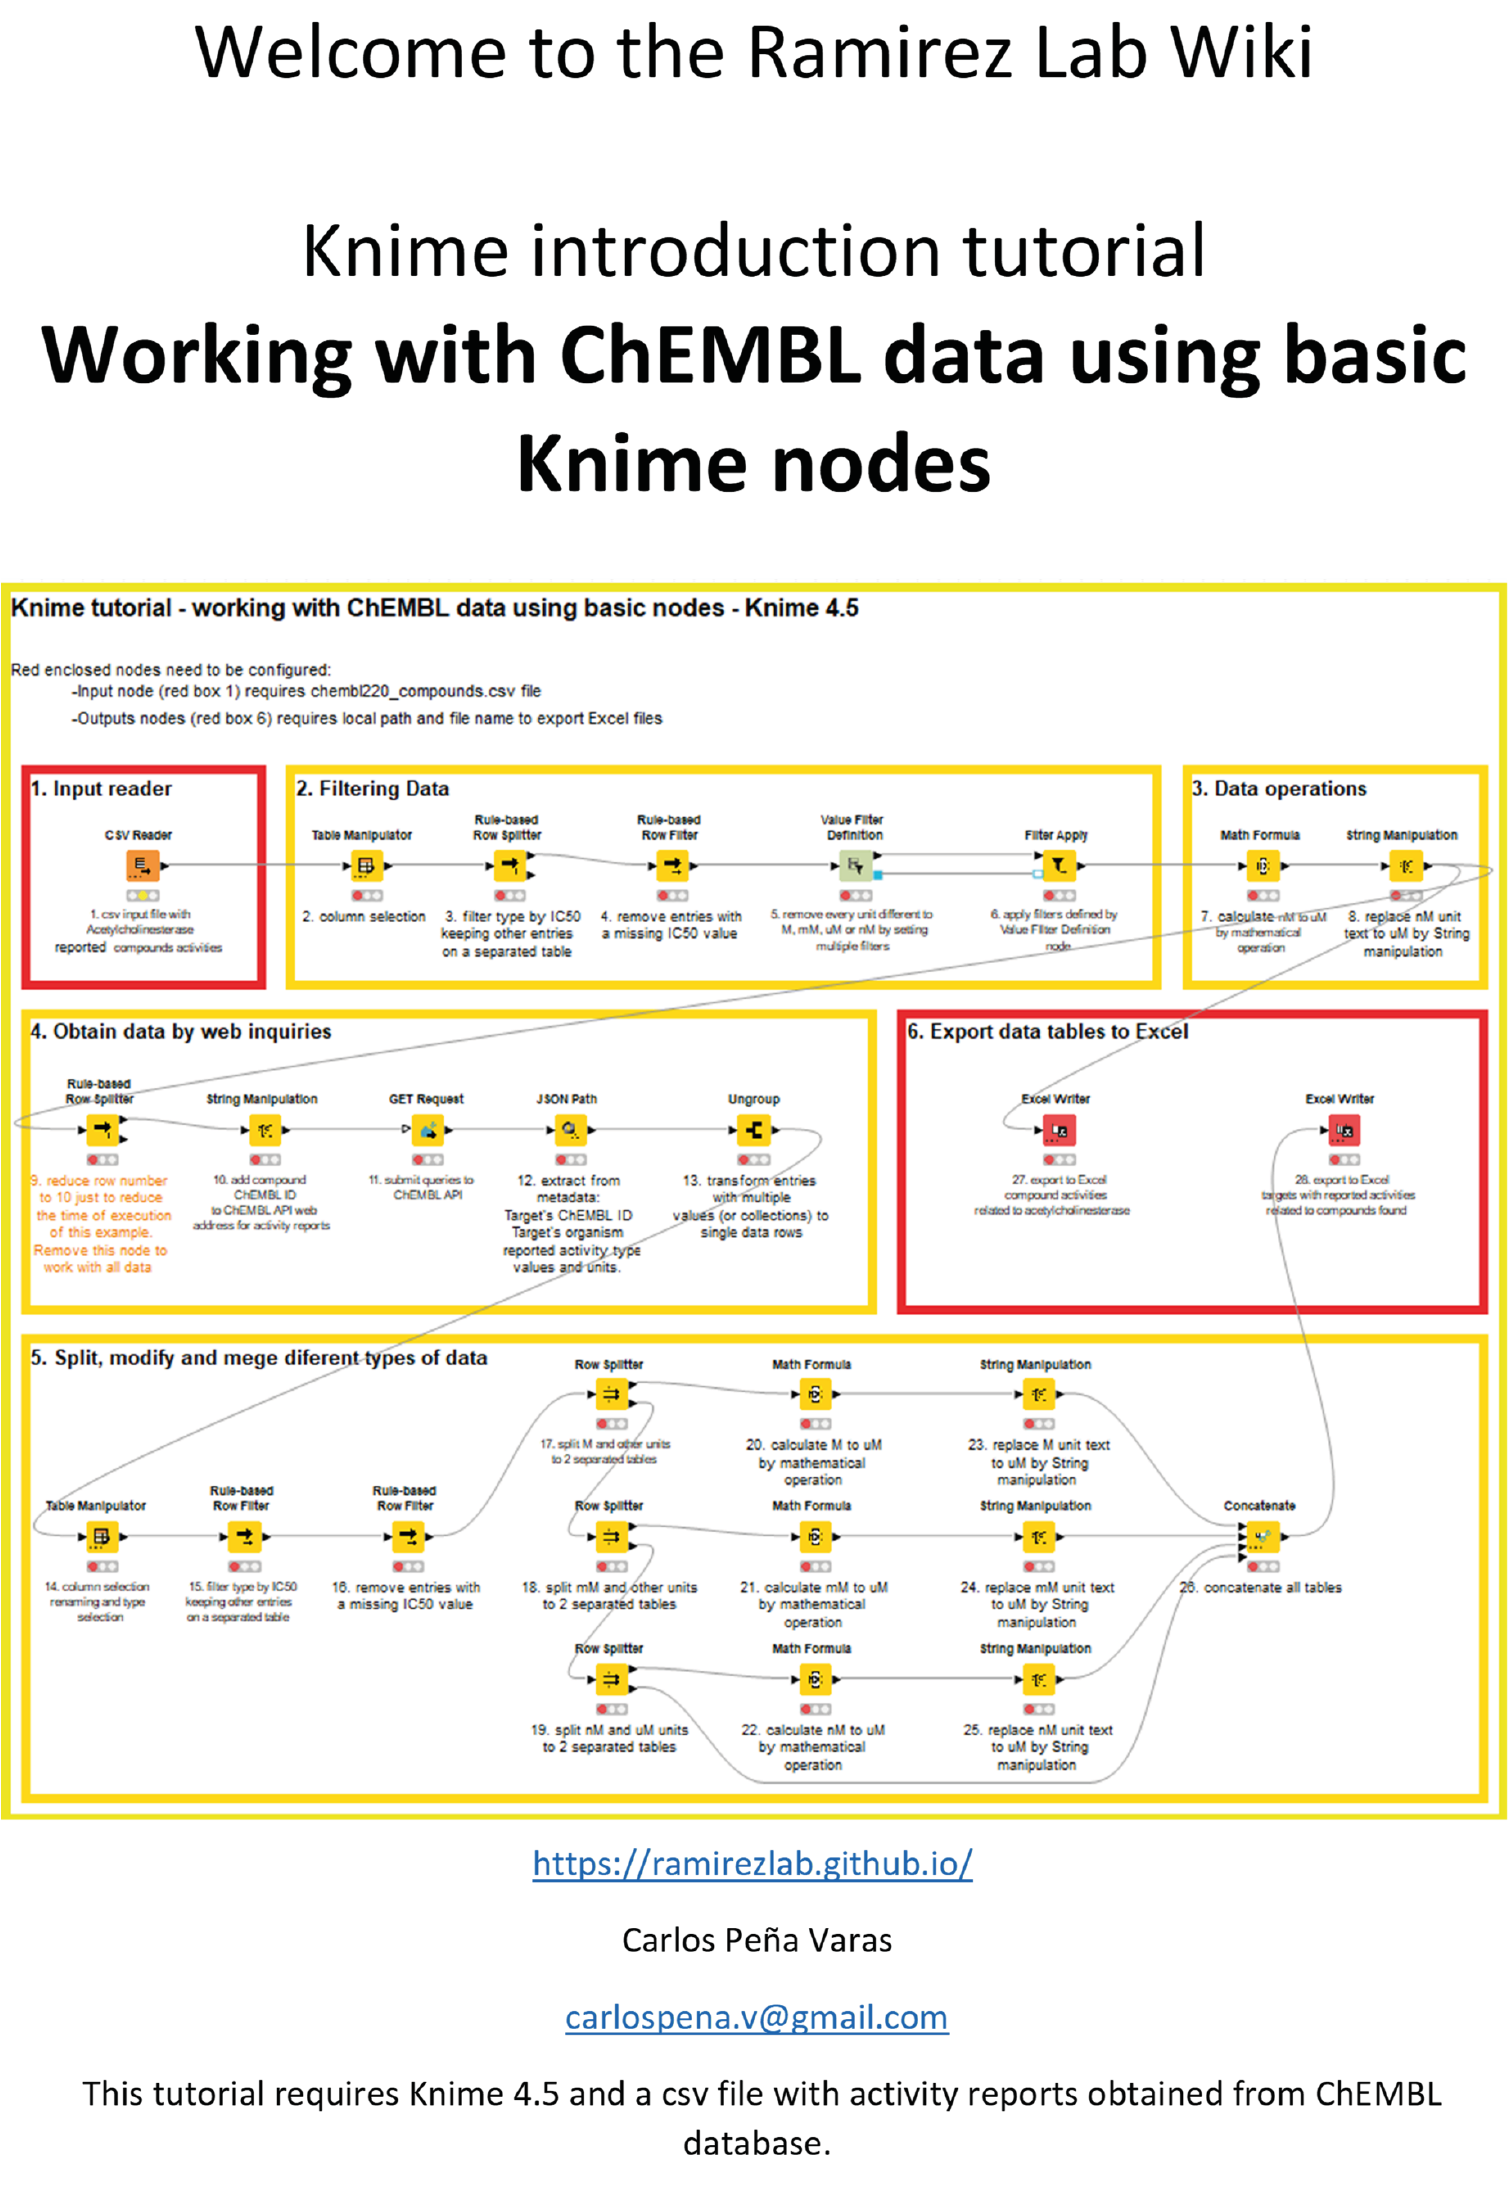 Welcome to the Ramirez Lab Wiki
Knime introduction tutorial
Working with ChEMBL data using basic
Knime nodes
Knime tutorial - working with ChEMBL data using basic nodes - Knime 4.5
Red enclosed nodes need to be configured:
-Input node (red box 1) requires chembl220_compounds.csv file
-Outputs nodes (red box 6) requires local path and file name to export Excel files
1. Input reader
CSV Reader
1. csv input file with
Acetylcholinesterase
reported compounds activities
2. Filtering Data
Table Manipulator
2. column selection
Rule-based
Row Splitter
3. filter type by IC50
keeping other entries
on a separated table
Rule-based
Row Filter
4. remove entries with
a missing IC50 value
Value Filter
Definition
5. remove every unit different to
M, mM, uM or nM by setting
multiple filters
Filter Apply
6. apply filters defined by
Value Filter Definition
node
3. Data operations
Math Formula
7. calculate nM to uM
by mathematical
operation
String Manipulation
8. replace nM unit
text to uM by String
manipulation
4. Obtain data by web inquiries
Rule-based
Row Splitter
9. reduce row number
to 10 just to reduce
the time of execution
of this example.
Remove this node to
work with all data
String Manipulation
10. add compound
ChEMBL ID
to ChEMBL API web
address for activity reports
GET Request
11. submit queries to
ChEMBL API
JSON Path
12. extract from
metadata:
Target's ChEMBL ID
Target's organism
reported activity type
values and units.
Ungroup
13. transform entries
with multiple
values (or collections) to
single data rows
6. Export data tables to Excel
Excel Writer
27. export to Excel
compound activities
related to acetylcholinesterase
Excel Writer
28. export to Excel
targets with reported activities
related to compounds found
5. Split, modify and mege diferent types of data
Table Manipulator
14. column selection
renaming and type
selection
Rule-based
Row Filter
15. filter type by IC50
keeping other entries
on a separated table
Rule-based
Row Filter
16. remove entries with
a missing IC50 value
Row Splitter
17. split M and other units
to 2 separated tables
Math Formula
20. calculate M to uM
by mathematical
operation
String Manipulation
23. replace M unit text
to uM by String
manipulation
Row Splitter
18. split mM and other units
to 2 separated tables
Math Formula
21. calculate mM to uM
by mathematical
operation
String Manipulation
24. replace mM unit text
to uM by String
manipulation
Row Splitter
19. split nM and uM units
to 2 separated tables
Math Formula
22. calculate nM to uM
by mathematical
operation
String Manipulation
25. replace nM unit text
to uM by String
manipulation
Concatenate
26. concatenate all tables
https://ramirezlab.github.io/
Carlos Peña Varas
carlospena.v@gmail.com
This tutorial requires Knime 4.5 and a csv file with activity reports obtained from ChEMBL
database.